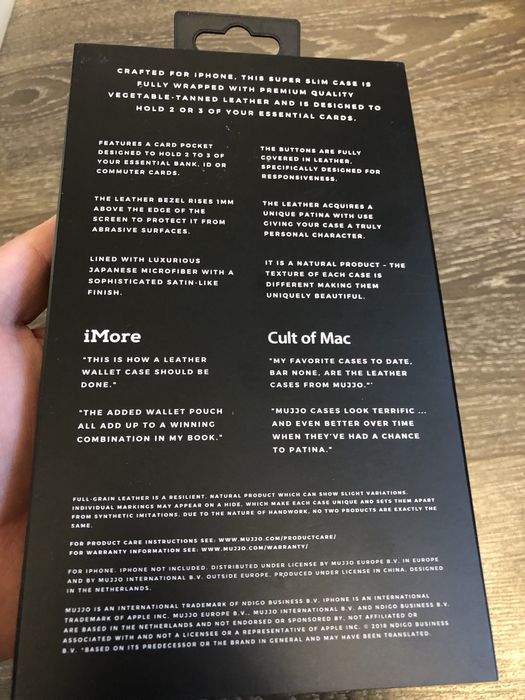 CRAFTED FOR IPHONE, THIS SUPER SLIM CASE IS
FULLY WRAPPED WITH PREMIUM QUALITY
VEGETABLE-TANNED LEATHER AND IS DESIGNED TO
HOLD 2 OR 3 OF YOUR ESSENTIAL CARDS.
FEATURES A CARD POCKET
DESIGNED TO HOLD 2 TO 3 OF
YOUR ESSENTIAL BANK, ID OR
COMMUTER CARDS.
THE BUTTONS ARE FULLY
COVERED IN LEATHER,
SPECIFICALLY DESIGNED FOR
RESPONSIVENESS.
THE LEATHER BEZEL RISES 1MM
ABOVE THE EDGE OF THE
SCREEN TO PROTECT IT FROM
ABRASIVE SURFACES.
THE LEATHER ACQUIRES A
UNIQUE PATINA WITH USE
GIVING YOUR CASE A TRULY
PERSONAL CHARACTER.
LINED WITH LUXURIOUS
JAPANESE MICROFIBER WITH A
SOPHISTICATED SATIN-LIKE
FINISH.
IT IS A NATURAL PRODUCT - THE
TEXTURE OF EACH CASE IS
DIFFERENT MAKING THEM
UNIQUELY BEAUTIFUL.
iMore
"THIS IS HOW A LEATHER
WALLET CASE SHOULD BE
DONE."
"THE ADDED WALLET POUCH
ALL ADD UP TO A WINNING
COMBINATION IN MY BOOK."
Cult of Mac
"MY FAVORITE CASES TO DATE,
BAR NONE, ARE THE LEATHER
CASES FROM MUJJO."*
"MUJJO CASES LOOK TERRIFIC ...
AND EVEN BETTER OVER TIME
WHEN THEY'VE HAD A CHANCE
TO PATINA."
FULL-GRAIN LEATHER IS A RESILIENT, NATURAL PRODUCT WHICH CAN SHOW SLIGHT VARIATIONS.
INDIVIDUAL MARKINGS MAY APPEAR ON A HIDE, WHICH MAKE EACH CASE UNIQUE AND SETS THEM APART
FROM SYNTHETIC IMITATIONS. DUE TO THE NATURE OF HANDWORK, NO TWO PRODUCTS ARE EXACTLY THE
SAME.
FOR PRODUCT CARE INSTRUCTIONS SEE: WWW.MUJJO.COM/PRODUCTCARE/
FOR WARRANTY INFORMATION SEE: WWW.MUJJO.COM/WARRANTY/
FOR IPHONE. IPHONE NOT INCLUDED. DISTRIBUTED UNDER LICENSE BY MUJJO EUROPE B.V. IN EUROPE
AND BY MUJJO INTERNATIONAL B.V. OUTSIDE EUROPE. PRODUCED UNDER LICENSE IN CHINA. DESIGNED
IN THE NETHERLANDS.
MUJJO IS AN INTERNATIONAL TRADEMARK OF NDIGO BUSINESS B.V. IPHONE IS AN INTERNATIONAL
TRADEMARK OF APPLE INC. MUJJO EUROPE B.V., MUJJO INTERNATIONAL B.V. AND NDIGO BUSINESS B.V.
ARE BASED IN THE NETHERLANDS AND NOT ENDORSED OR SPONSORED BY, NOT AFFILIATED OR
ASSOCIATED WITH AND NOT A LICENSEE OR A REPRESENTATIVE OF APPLE INC. © 2018 NDIGO BUSINESS
B.V. *BASED ON ITS PREDECESSOR OR THE BRAND IN GENERAL AND MAY HAVE BEEN TRANSLATED.